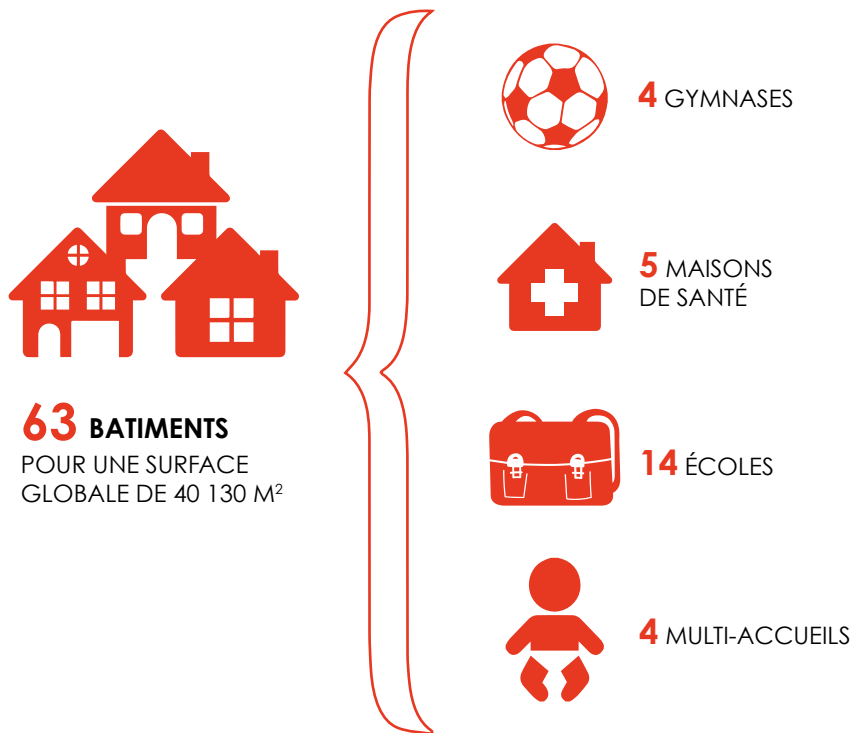 63 BATIMENTS
POUR UNE SURFACE
GLOBALE DE 40 130 M²
4 GYMNASES
5 MAISONS
DE SANTÉ
14 ÉCOLES
4 MULTI-ACCUEILS